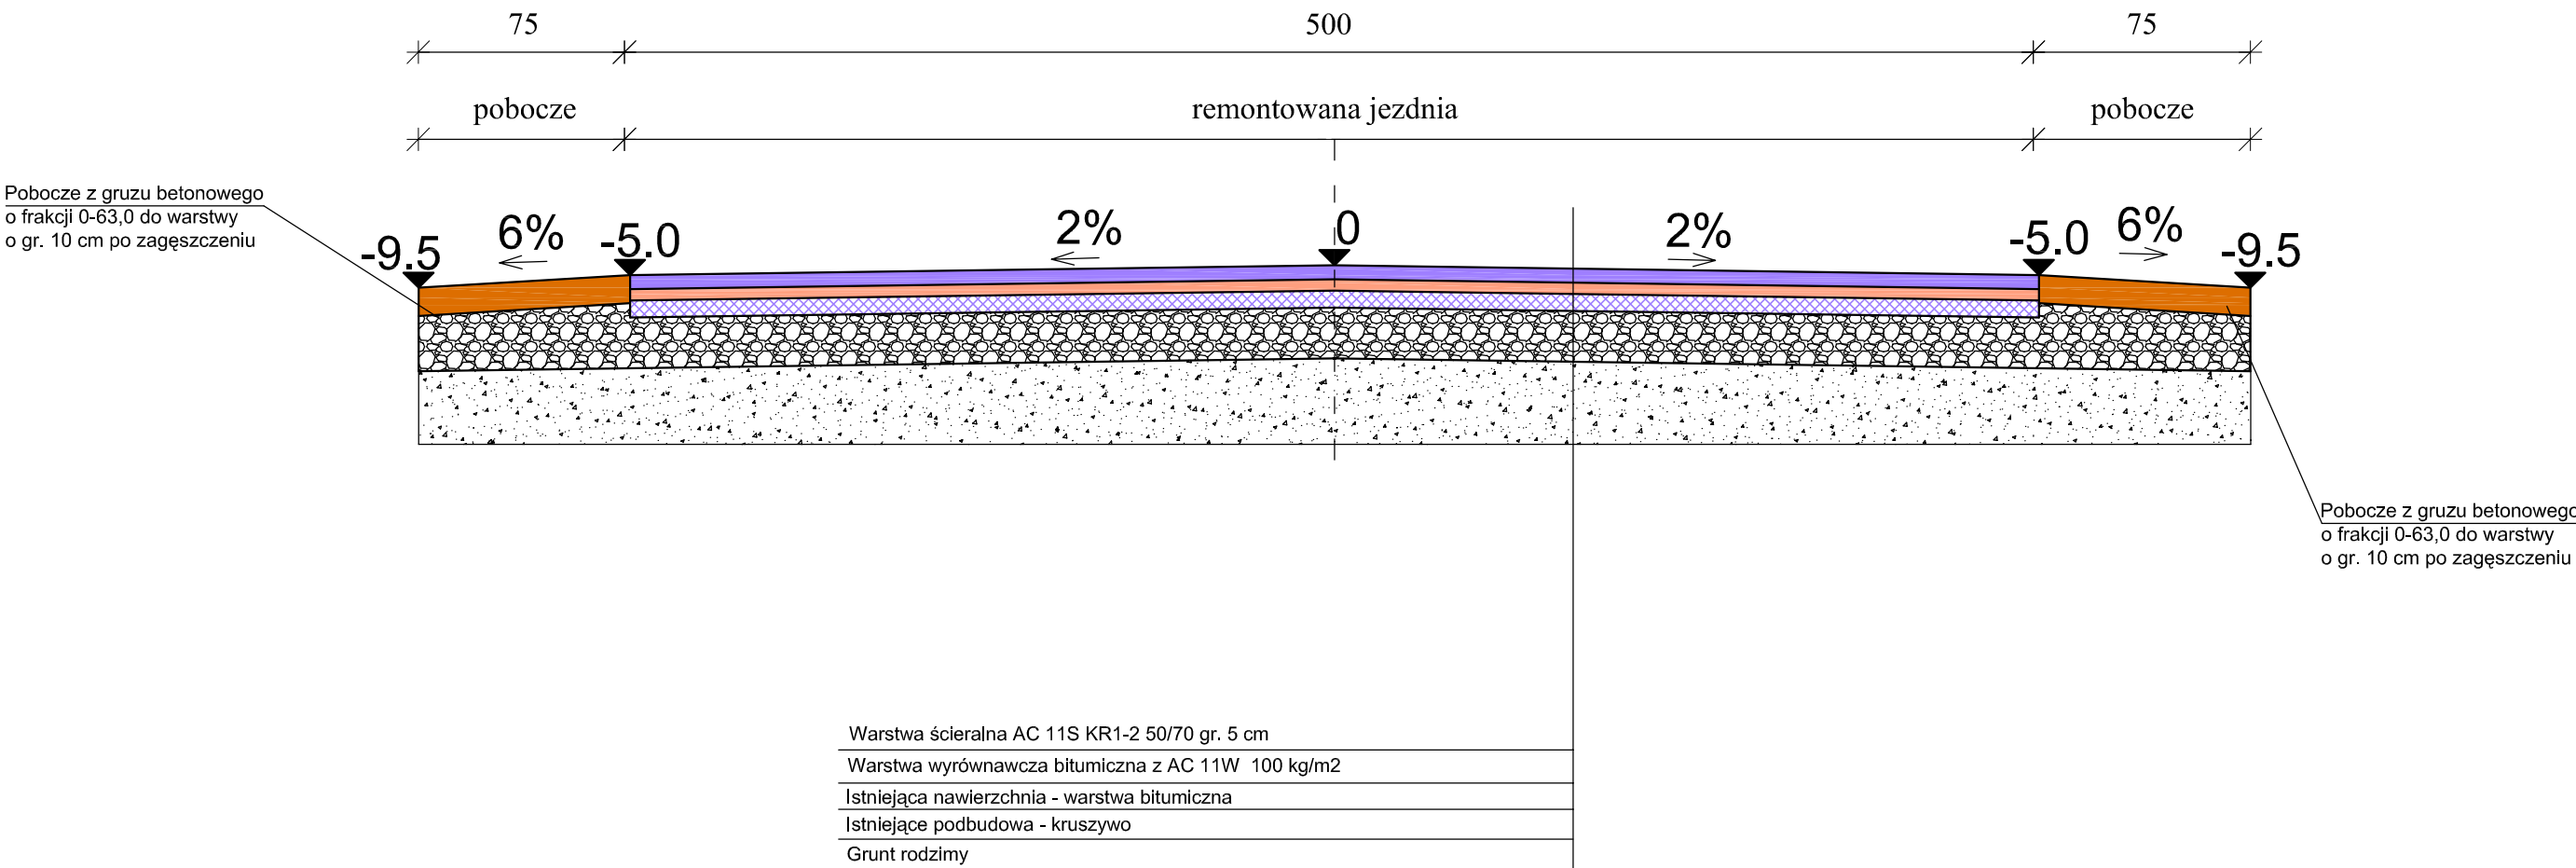 75
500
75
pobocze
remontowana jezdnia
pobocze
Pobocze z gruzu betonowego
o frakcji 0-63,0 do warstwy
o gr. 10 cm po zagęszczeniu
-9.5
6%
-5.0
2%
0
2%
-5.0
6%
-9.5
Pobocze z gruzu betonowego
o frakcji 0-63,0 do warstwy
o gr. 10 cm po zagęszczeniu
Warstwa ścieralna AC 11S KR1-2 50/70 gr. 5 cm
Warstwa wyrównawcza bitumiczna z AC 11W 100 kg/m2
Istniejąca nawierzchnia - warstwa bitumiczna
Istniejące podbudowa - kruszywo
Grunt rodzimy